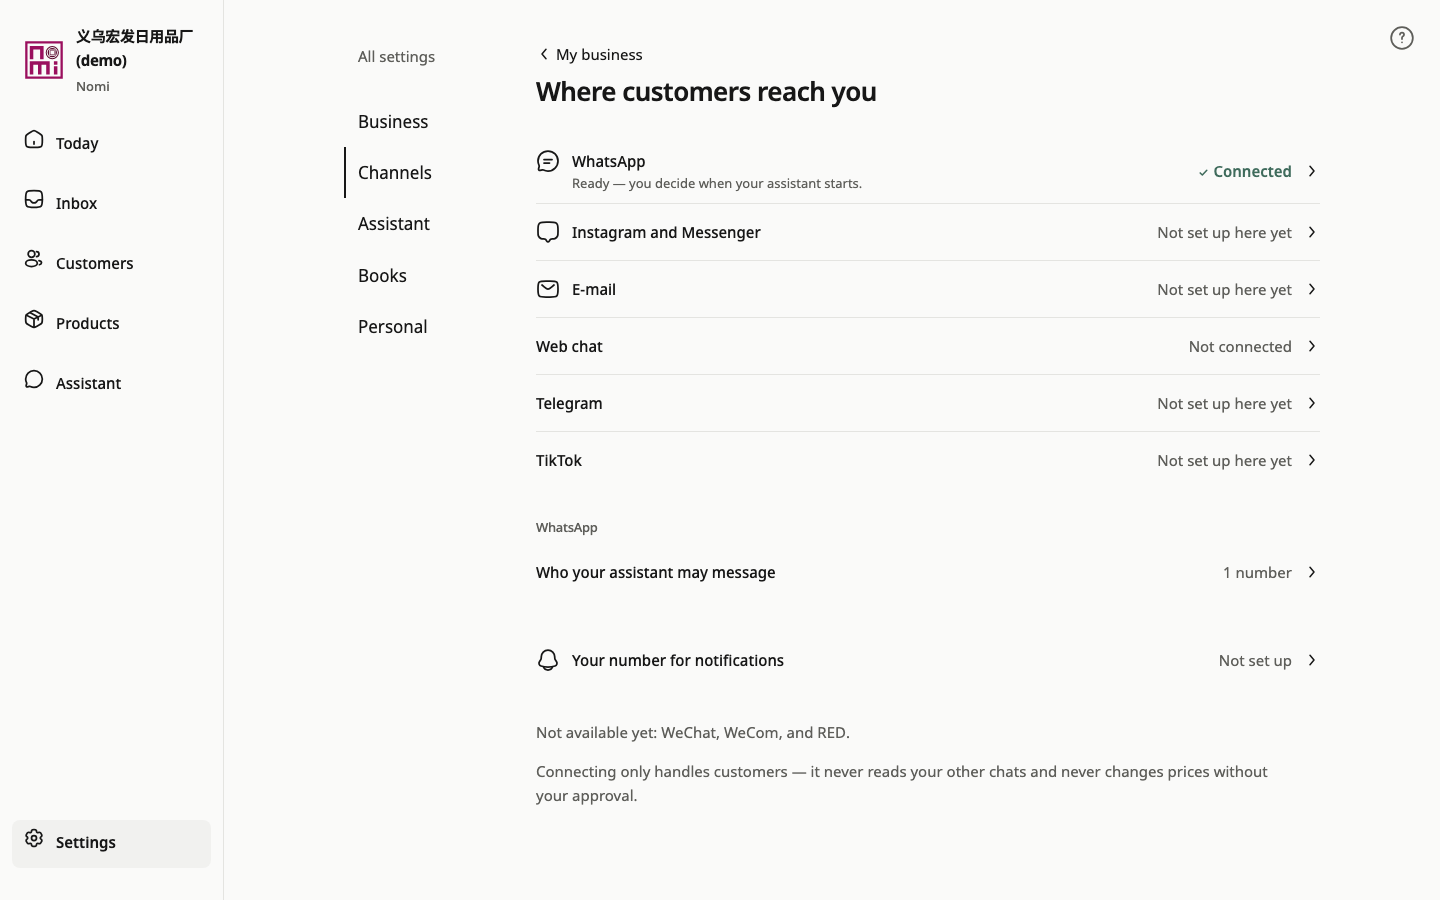 义乌宏发日用品厂
(demo)
Nomi
Today
Inbox
Customers
Products
Assistant
Settings
All settings
Business
Channels
Assistant
Books
Personal
My business
Where customers reach you
WhatsApp
Ready — you decide when your assistant starts.
Connected
Instagram and Messenger
Not set up here yet
E-mail
Not set up here yet
Web chat
Not connected
Telegram
Not set up here yet
TikTok
Not set up here yet
WhatsApp
Who your assistant may message
1 number
Your number for notifications
Not set up
Not available yet: WeChat, WeCom, and RED.
Connecting only handles customers — it never reads your other chats and never changes prices without
your approval.